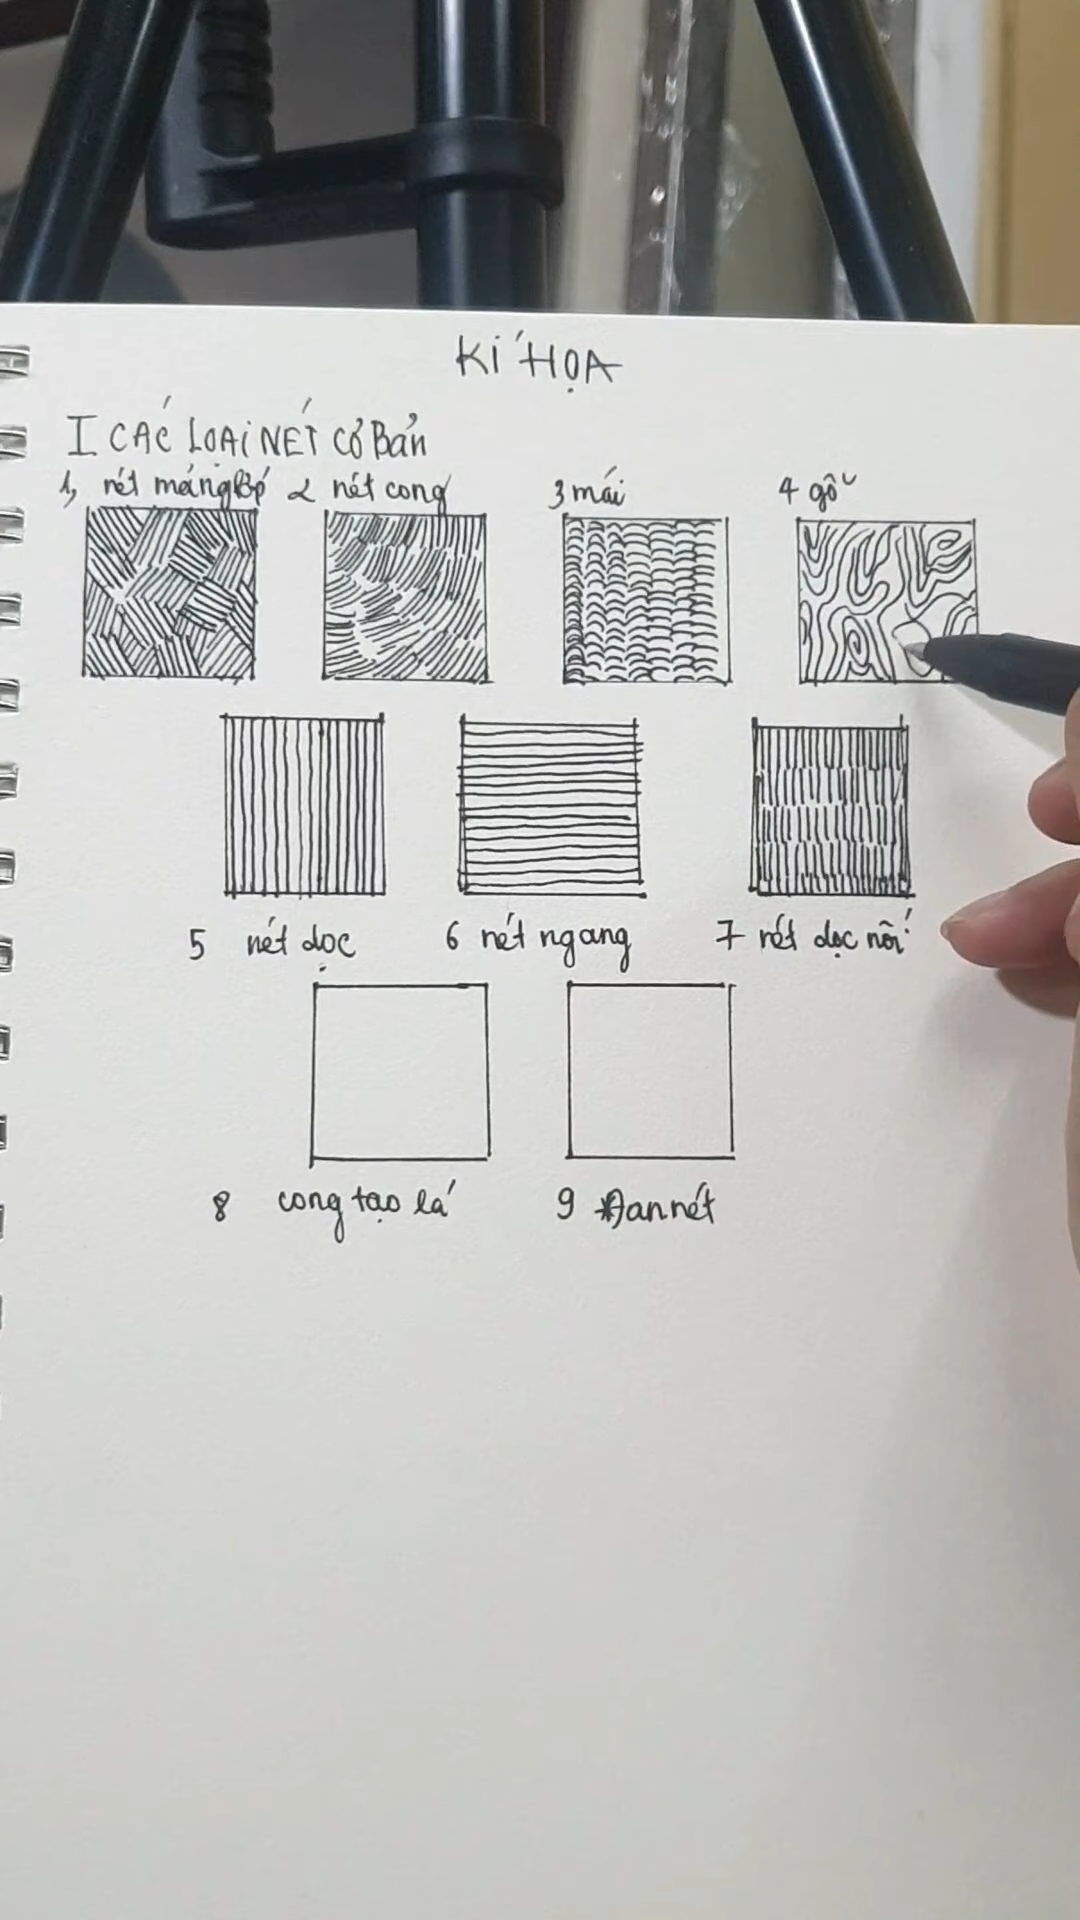 KÍ HỌA
I CÁC LOẠI NÉT CƠ BẢN
1, nét mảng 2 nét cong 3 mái 4 gỗ
5 nét dọc 6 nét ngang 7 nét dọc nối
8 cong tạo lá 9 Đan nét